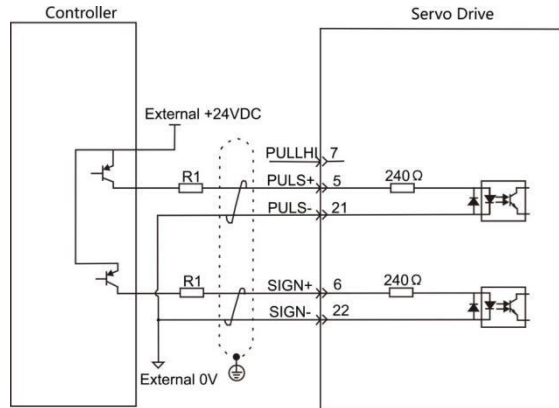 Controller
Servo Drive
External +24VDC
PULLHI 7
R1 PULS+ 5 240Ω
PULS- 21
R1 SIGN+ 6 240Ω
SIGN- 22
External 0V